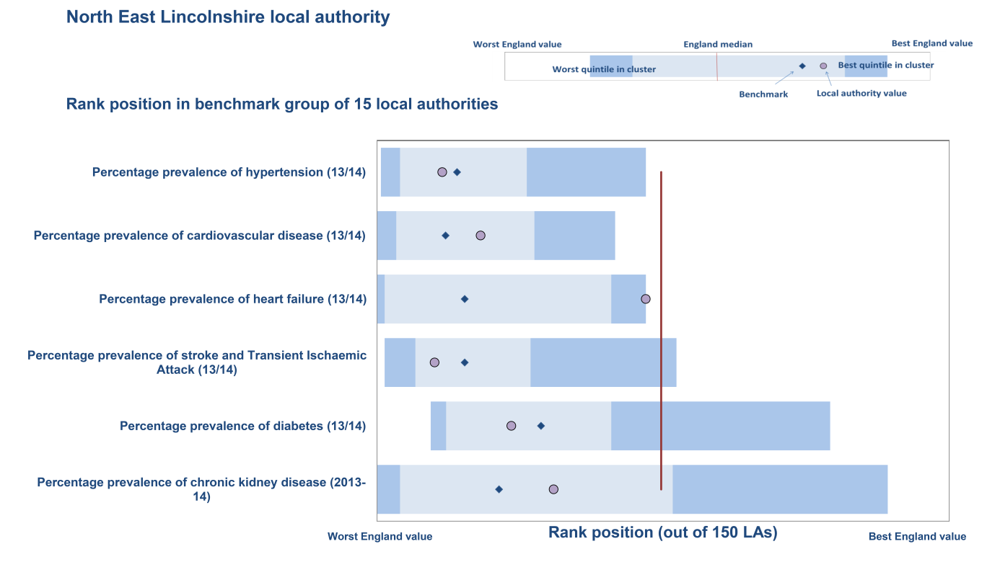 North East Lincolnshire local authority
Worst England value
England median
Best England value
Worst quintile in cluster
Best quintile in cluster
Benchmark
Local authority value
Rank position in benchmark group of 15 local authorities
Percentage prevalence of hypertension (13/14)
Percentage prevalence of cardiovascular disease (13/14)
Percentage prevalence of heart failure (13/14)
Percentage prevalence of stroke and Transient Ischaemic
Attack (13/14)
Percentage prevalence of diabetes (13/14)
Percentage prevalence of chronic kidney disease (2013-
14)
Worst England value
Rank position (out of 150 LAs)
Best England value